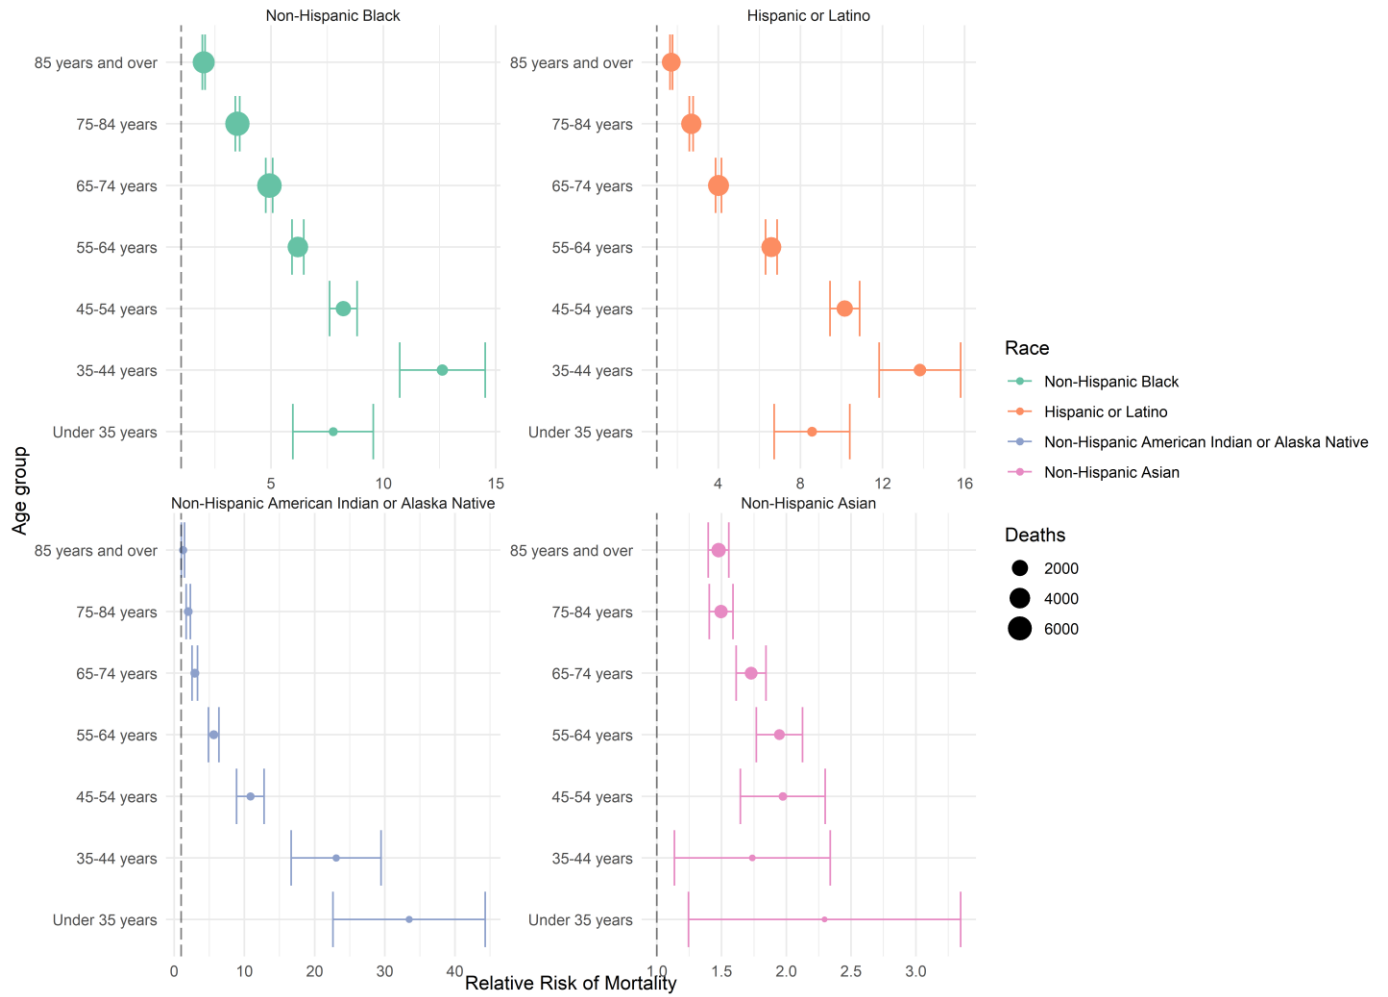 Non-Hispanic Black
Hispanic or Latino
85 years and over
75-84 years
65-74 years
55-64 years
45-54 years
35-44 years
Under 35 years
5
10
15
85 years and over
75-84 years
65-74 years
55-64 years
45-54 years
35-44 years
Under 35 years
4
8
12
16
Age group
Non-Hispanic American Indian or Alaska Native
Non-Hispanic Asian
85 years and over
75-84 years
65-74 years
55-64 years
45-54 years
35-44 years
Under 35 years
0
10
20
30
40
85 years and over
75-84 years
65-74 years
55-64 years
45-54 years
35-44 years
Under 35 years
1.0
1.5
2.0
2.5
3.0
Relative Risk of Mortality
Race
Non-Hispanic Black
Hispanic or Latino
Non-Hispanic American Indian or Alaska Native
Non-Hispanic Asian
Deaths
2000
4000
6000